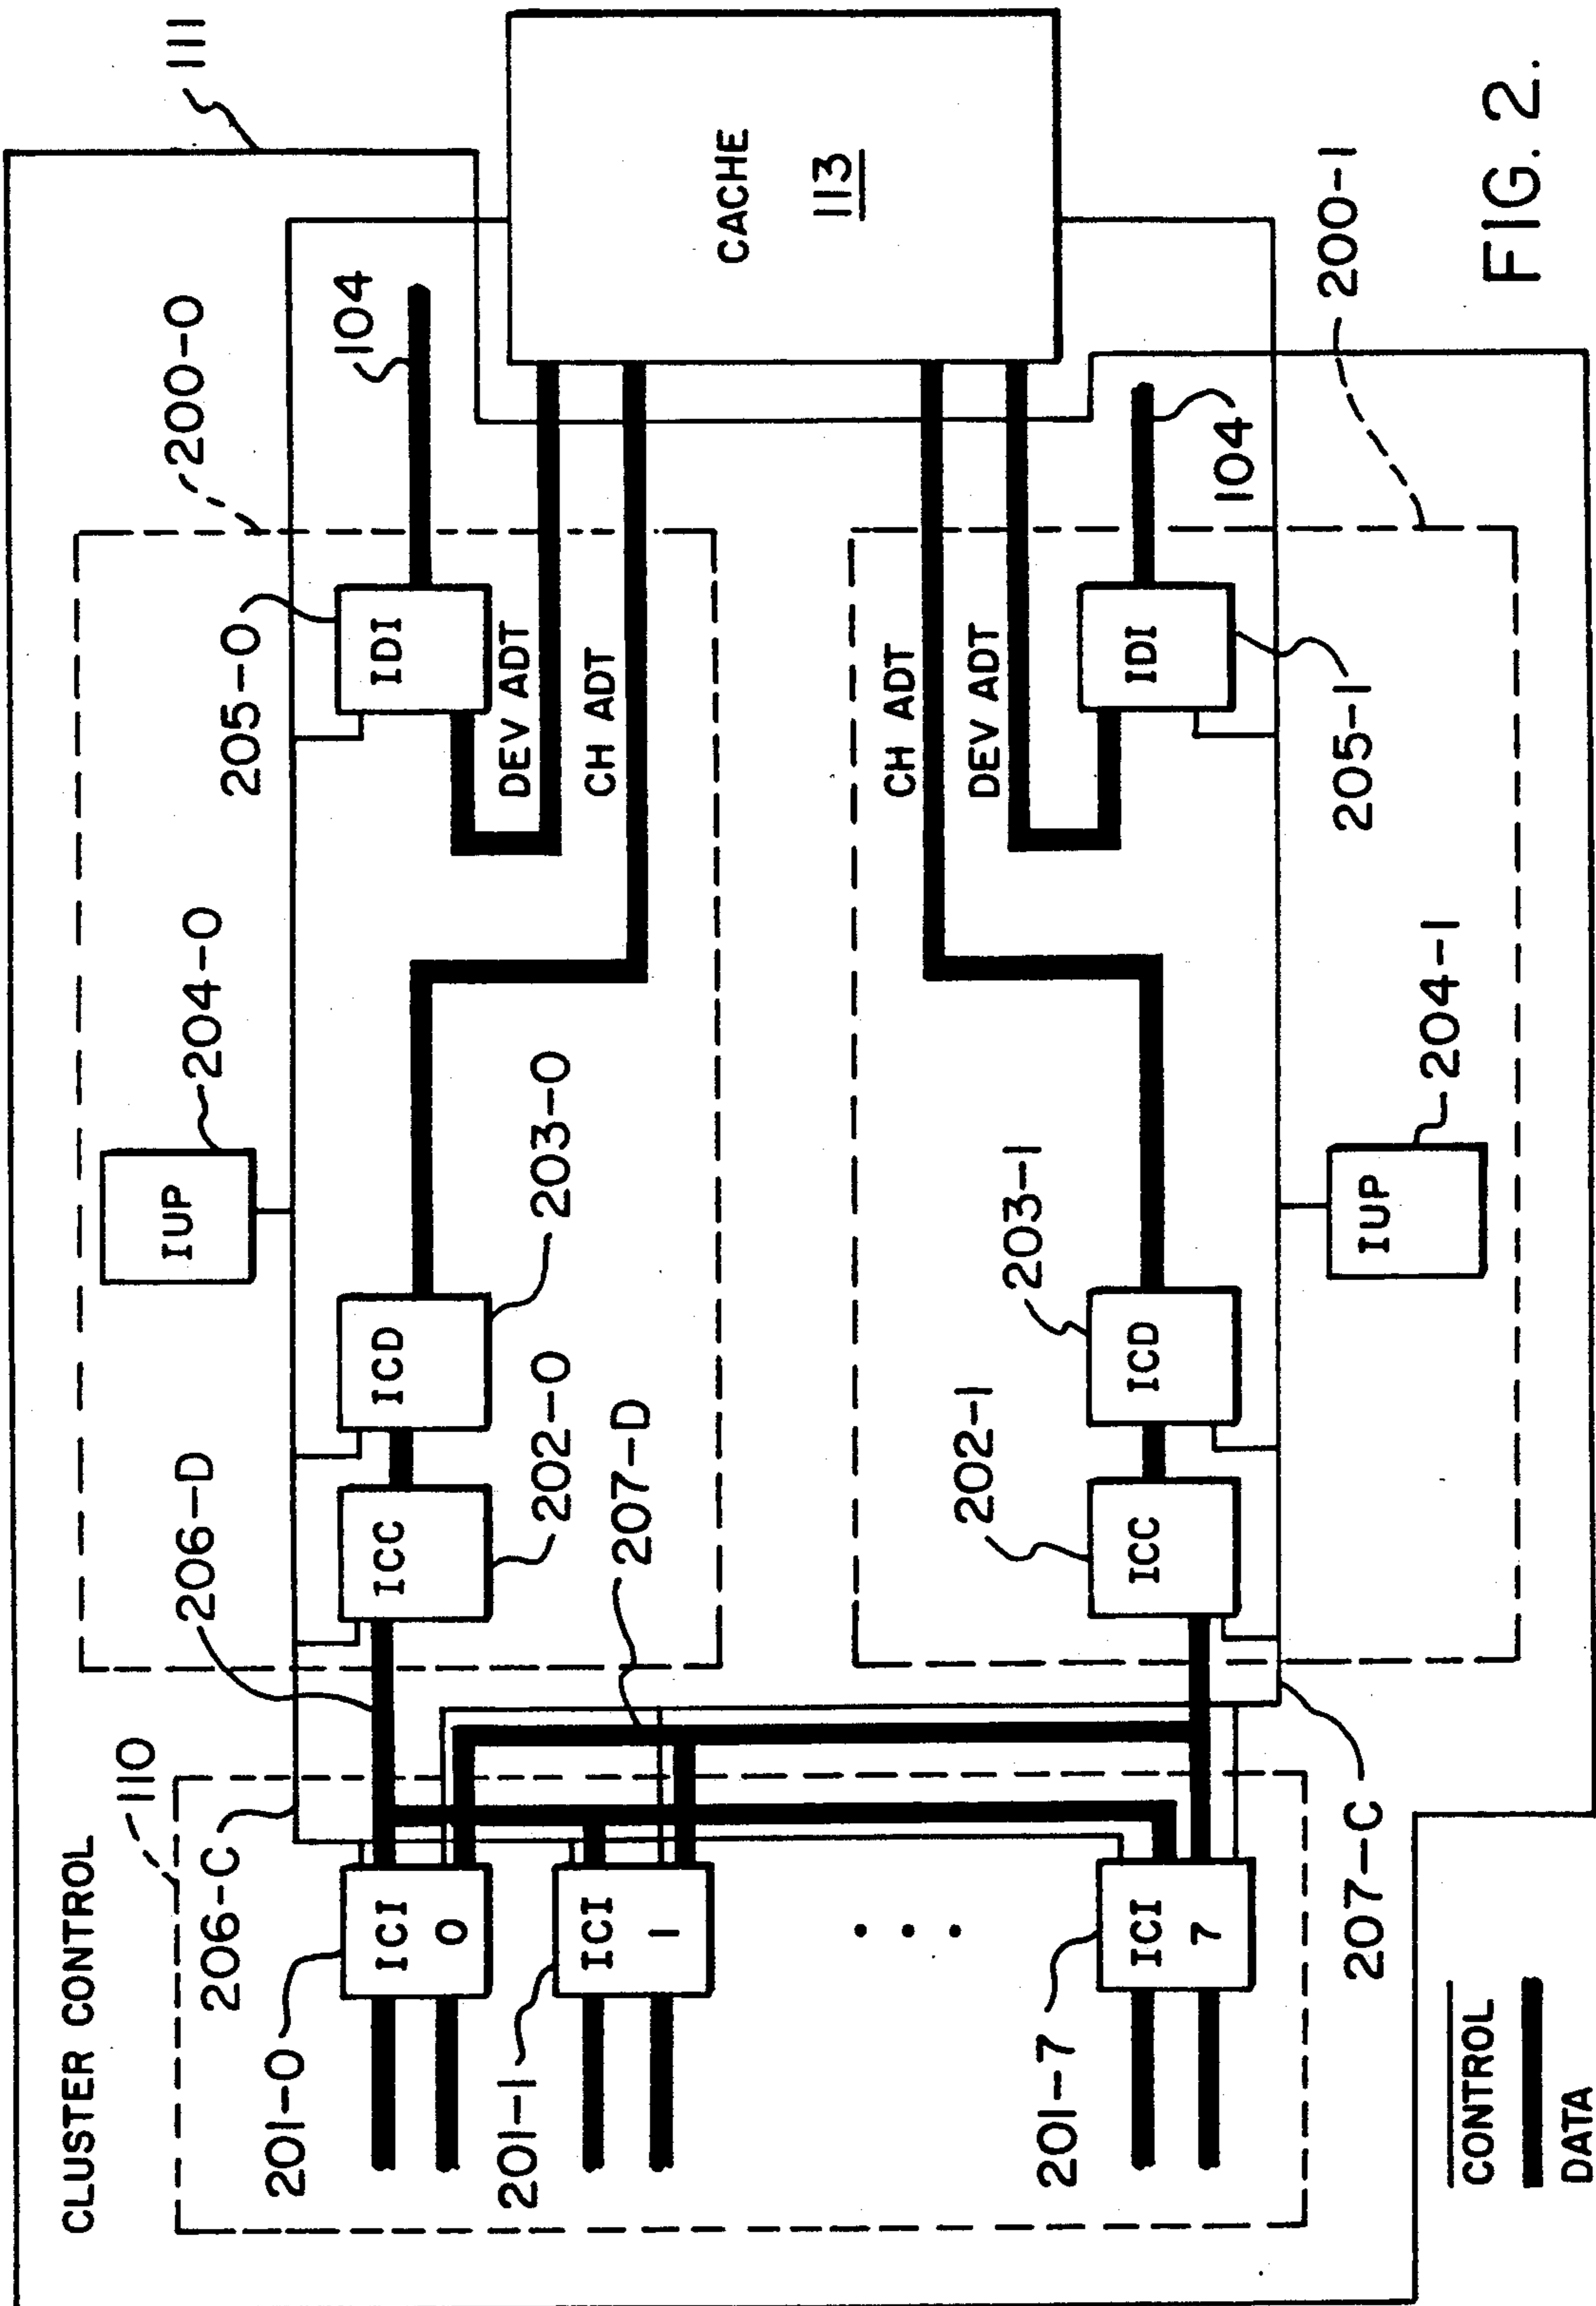 CLUSTER CONTROL
111
110
206-C
206-D
204-0
205-0
200-0
IUP
201-0
ICI
0
ICC
ICD
IDI
104
202-0
203-0
DEV ADT
CH ADT
207-D
201-1
ICI
1
CACHE
113
202-1
203-1
CH ADT
DEV ADT
201-7
ICI
7
ICC
ICD
IDI
104
205-1
IUP
204-1
200-1
207-C
CONTROL
DATA
FIG. 2.